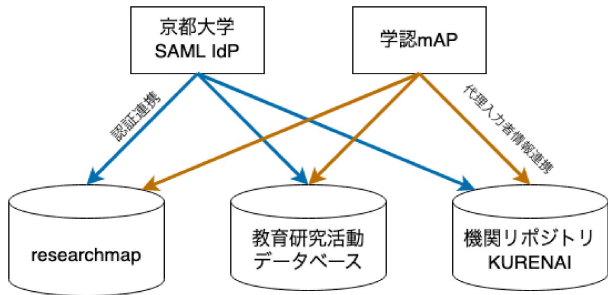 京都大学
SAML IdP
学認mAP
認証連携
代理入力者情報連携
researchmap
教育研究活動
データベース
機関リポジトリ
KURENAI